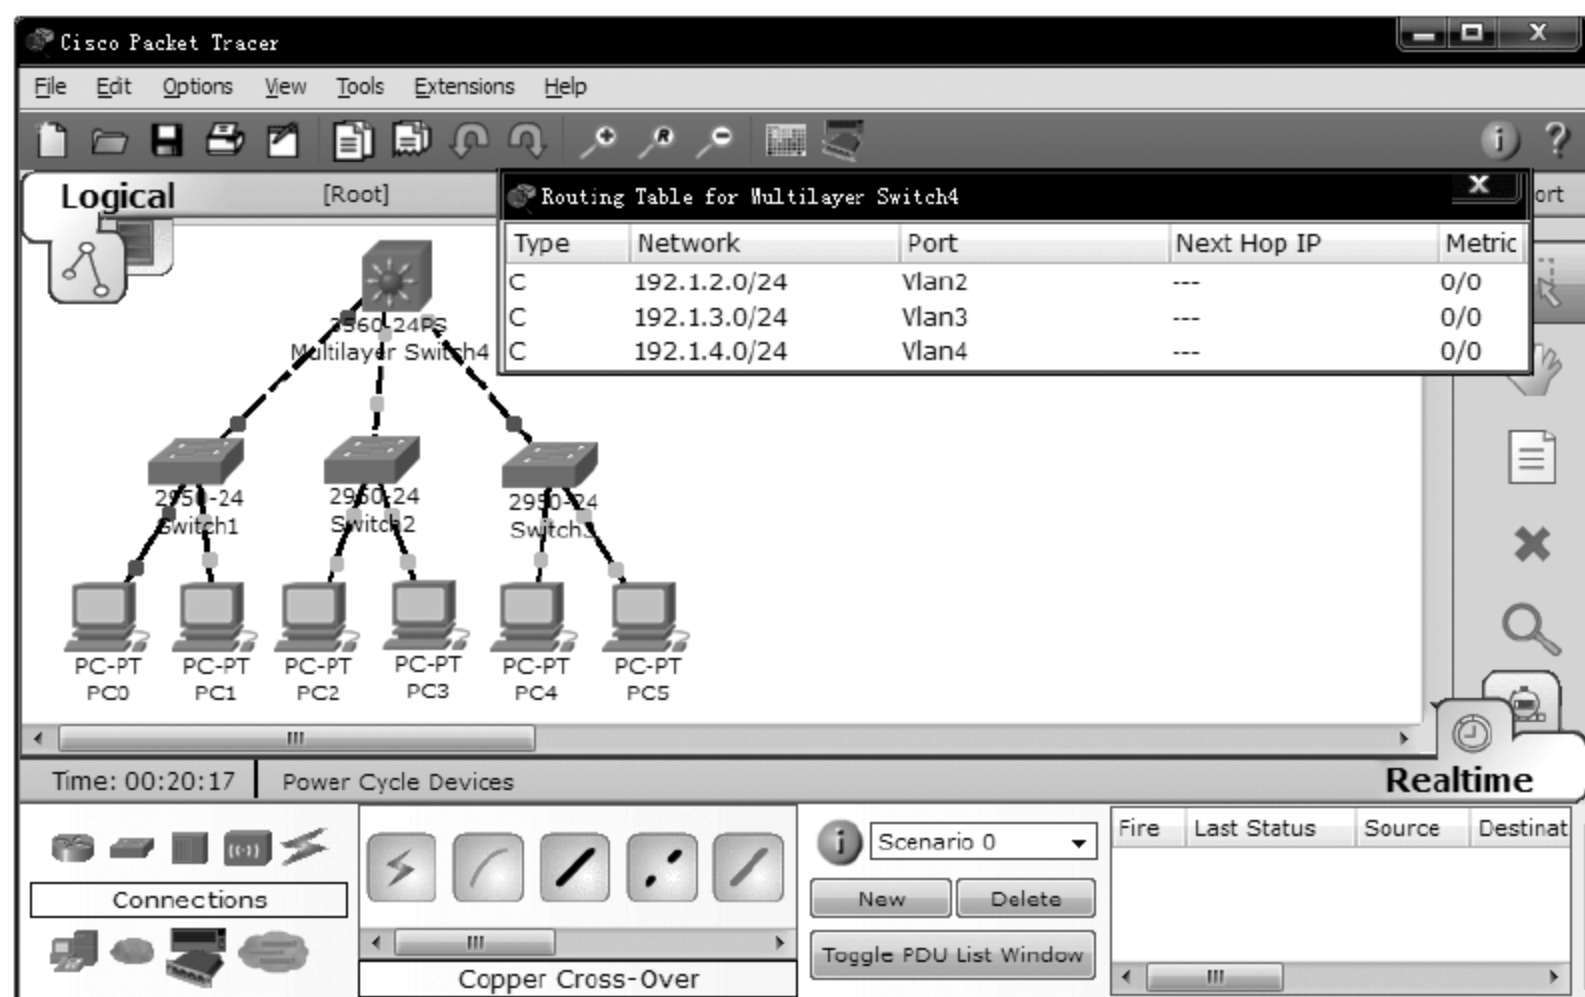 Cisco Packet Tracer
File Edit Options View Tools Extensions Help
Logical [Root] ort
Routing Table for Multilayer Switch4
Type Network Port Next Hop IP Metric
C 192.1.2.0/24 Vlan2 --- 0/0
C 192.1.3.0/24 Vlan3 --- 0/0
C 192.1.4.0/24 Vlan4 --- 0/0
3560-24PS
Multilayer Switch4
2950-24
Switch1
2950-24
Switch2
2950-24
Switch3
PC-PT
PC0
PC-PT
PC1
PC-PT
PC2
PC-PT
PC3
PC-PT
PC4
PC-PT
PC5
Time: 00:20:17 Power Cycle Devices
Realtime
Connections
Copper Cross-Over
Scenario 0
New Delete
Toggle PDU List Window
Fire Last Status Source Destinat